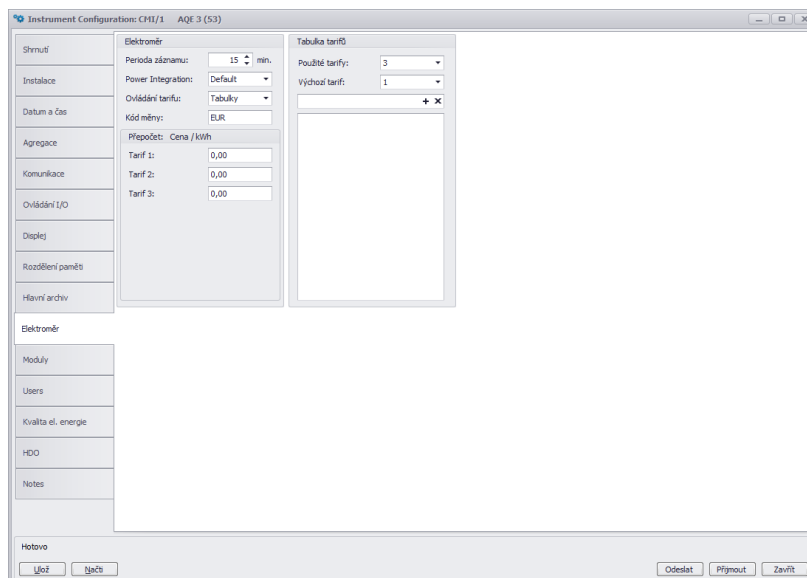 Instrument Configuration: CMI/1 AQE 3 (53)
Shrnutí
Instalace
Datum a čas
Agregace
Komunikace
Ovládání I/O
Displej
Rozdělení paměti
Hlavní archiv
Elektroměr
Moduly
Users
Kvalita el. energie
HDO
Notes
Elektroměr
Perioda záznamu: 15 min.
Power Integration: Default
Ovládání tarifu: Tabulky
Kód měny: EUR
Přepočet: Cena / kWh
Tarif 1: 0,00
Tarif 2: 0,00
Tarif 3: 0,00
Tabulka tarifů
Použité tarify: 3
Výchozí tarif: 1
Hotovo
Ulož Načti Odeslat Přijmout Zavřít